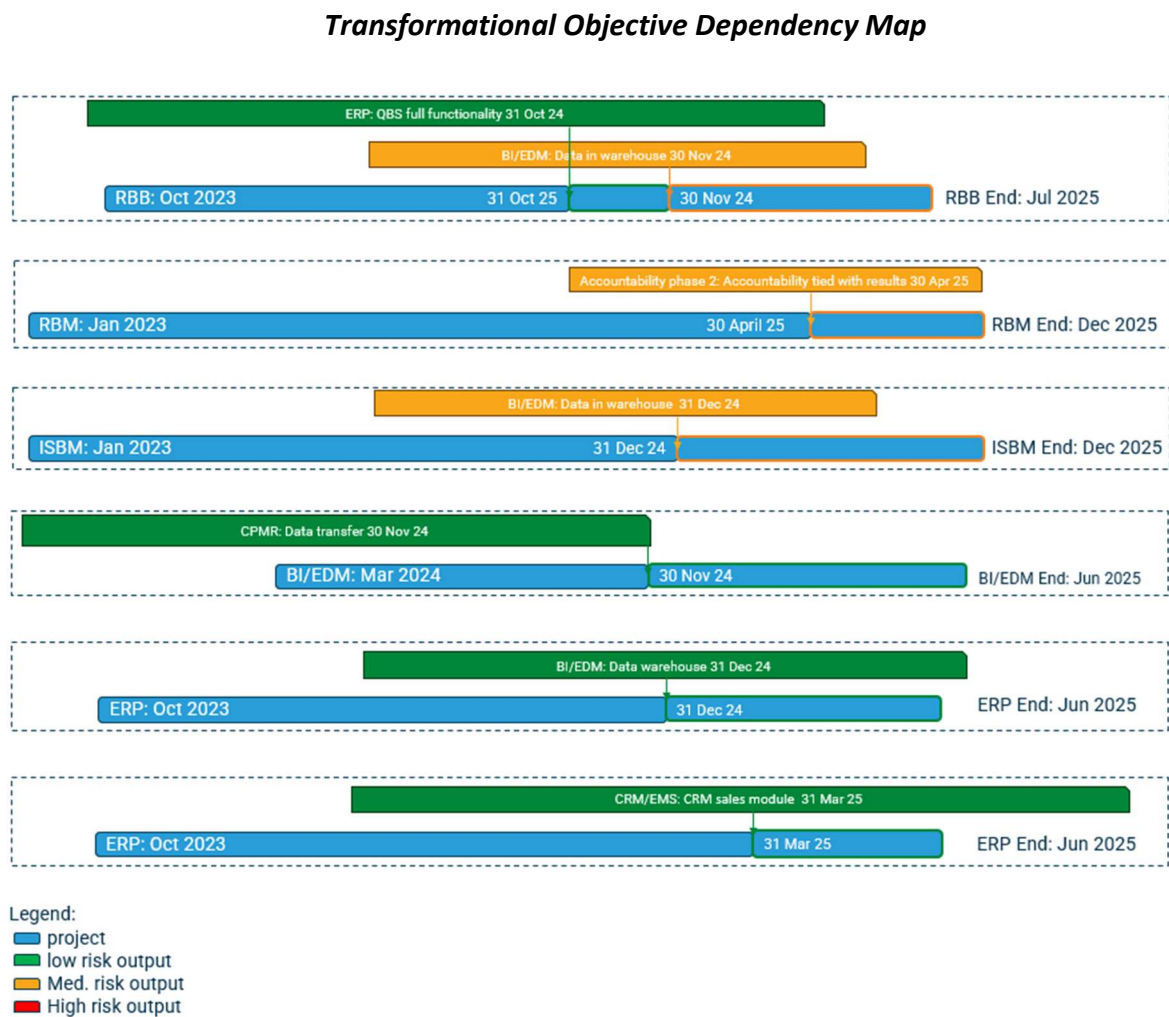 Transformational Objective Dependency Map
ERP: QBS full functionality 31 Oct 24
BI/EDM: Data in warehouse 30 Nov 24
RBB: Oct 2023 31 Oct 25 30 Nov 24 RBB End: Jul 2025
Accountability phase 2: Accountability tied with results 30 Apr 25
RBM: Jan 2023 30 April 25 RBM End: Dec 2025
BI/EDM: Data in warehouse 31 Dec 24
ISBM: Jan 2023 31 Dec 24 ISBM End: Dec 2025
CPMR: Data transfer 30 Nov 24
BI/EDM: Mar 2024 30 Nov 24 BI/EDM End: Jun 2025
BI/EDM: Data warehouse 31 Dec 24
ERP: Oct 2023 31 Dec 24 ERP End: Jun 2025
CRM/EMS: CRM sales module 31 Mar 25
ERP: Oct 2023 31 Mar 25 ERP End: Jun 2025
Legend:
project
low risk output
Med. risk output
High risk output